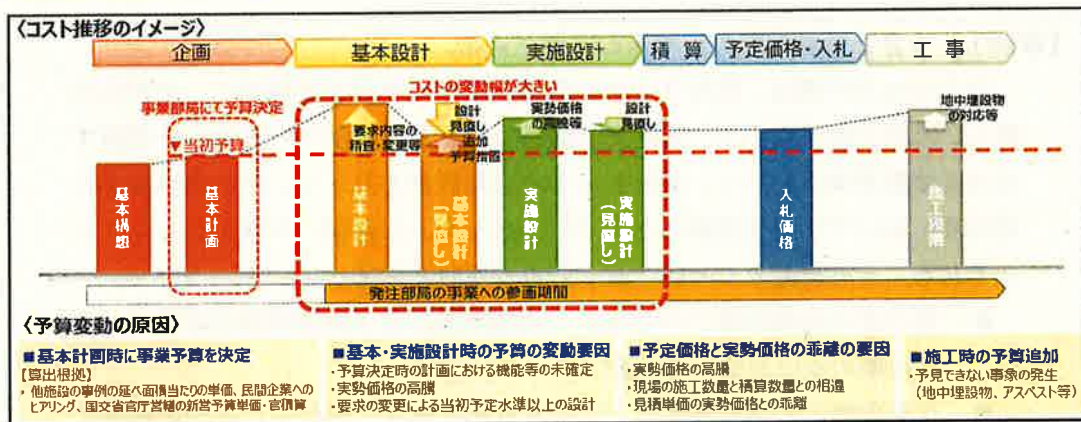 〈コスト推移のイメージ〉
企画
基本設計
実施設計
積算
予定価格・入札
工事
コストの変動幅が大きい
事業部局にて予算決定
▼当初予算
要求内容の
精査・変更等
設計
見直し
追加
予算措置
実勢価格
の高騰等
設計
見直し
地中埋設物
の対応等
基本構想
基本計画
基本設計
基本設計
(見直し)
実施設計
実施設計
(見直し)
入札価格
発注部局の事業への参画期間
〈予算変動の原因〉
■基本計画時に事業予算を決定
【算出根拠】
・他施設の事例の延べ面積当たりの単価、民間企業への
ヒアリング、国交省官庁営繕の新営予算単価・官積算
■基本・実施設計時の予算の変動要因
・予算決定時の計画における機能等の未確定
・実勢価格の高騰
・要求の変更による当初予定水準以上の設計
■予定価格と実勢価格の乖離の要因
・実勢価格の高騰
・現場の施工数量と積算数量との相違
・見積単価の実勢価格との乖離
■施工時の予算追加
・予見できない事象の発生
(地中埋設物、アスベスト等)